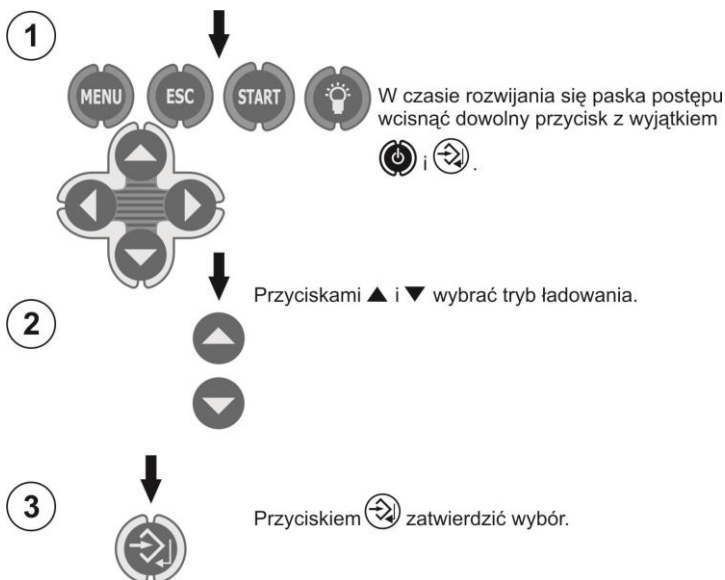 1
MENU ESC START
W czasie rozwijania się paska postępu
wcisnąć dowolny przycisk z wyjątkiem
i .
2
Przyciskami ▲ i ▼ wybrać tryb ładowania.
3
Przyciskiem zatwierdzić wybór.